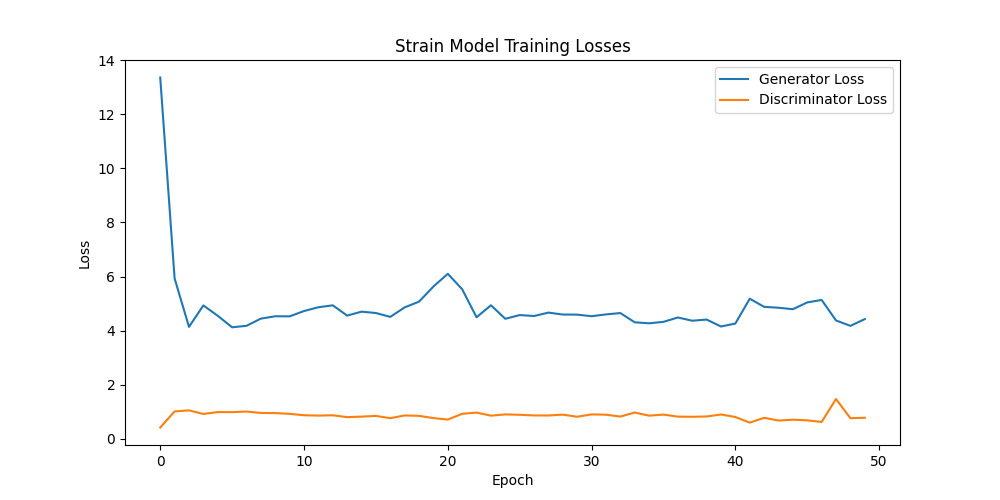 Strain Model Training Losses
Generator Loss
Discriminator Loss
Loss
14
12
10
8
6
4
2
0
0 10 20 30 40 50
Epoch